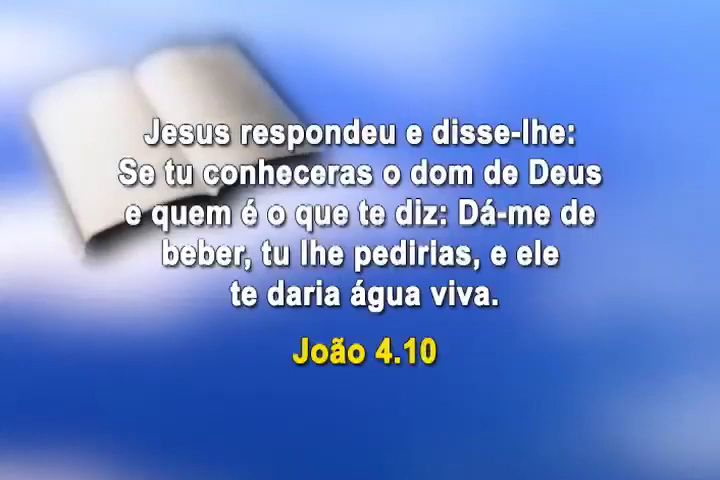 Jesus respondeu e disse-lhe:
Se tu conheceras o dom de Deus
e quem é o que te diz: Dá-me de
beber, tu lhe pedirias, e ele
te daria água viva.
João 4.10